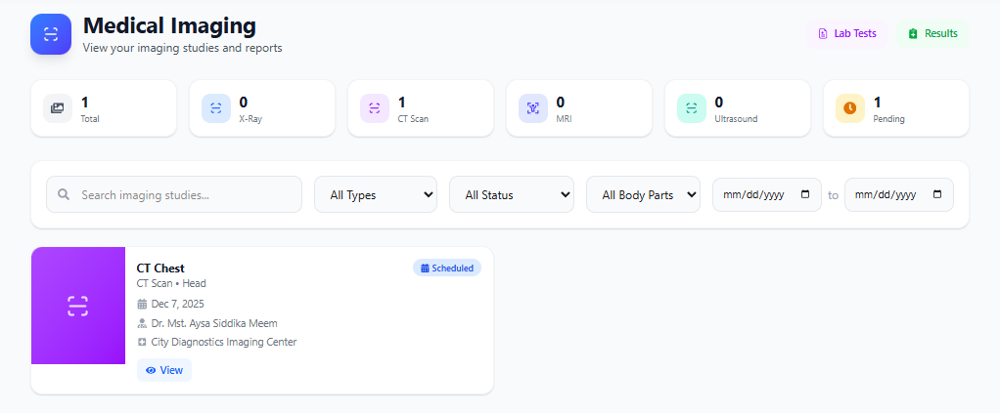 Medical Imaging
View your imaging studies and reports
Lab Tests
Results
1
Total
0
X-Ray
1
CT Scan
0
MRI
0
Ultrasound
1
Pending
Search imaging studies...
All Types
All Status
All Body Parts
mm/dd/yyyy
to
mm/dd/yyyy
CT Chest
Scheduled
CT Scan • Head
Dec 7, 2025
Dr. Mst. Aysa Siddika Meem
City Diagnostics Imaging Center
View